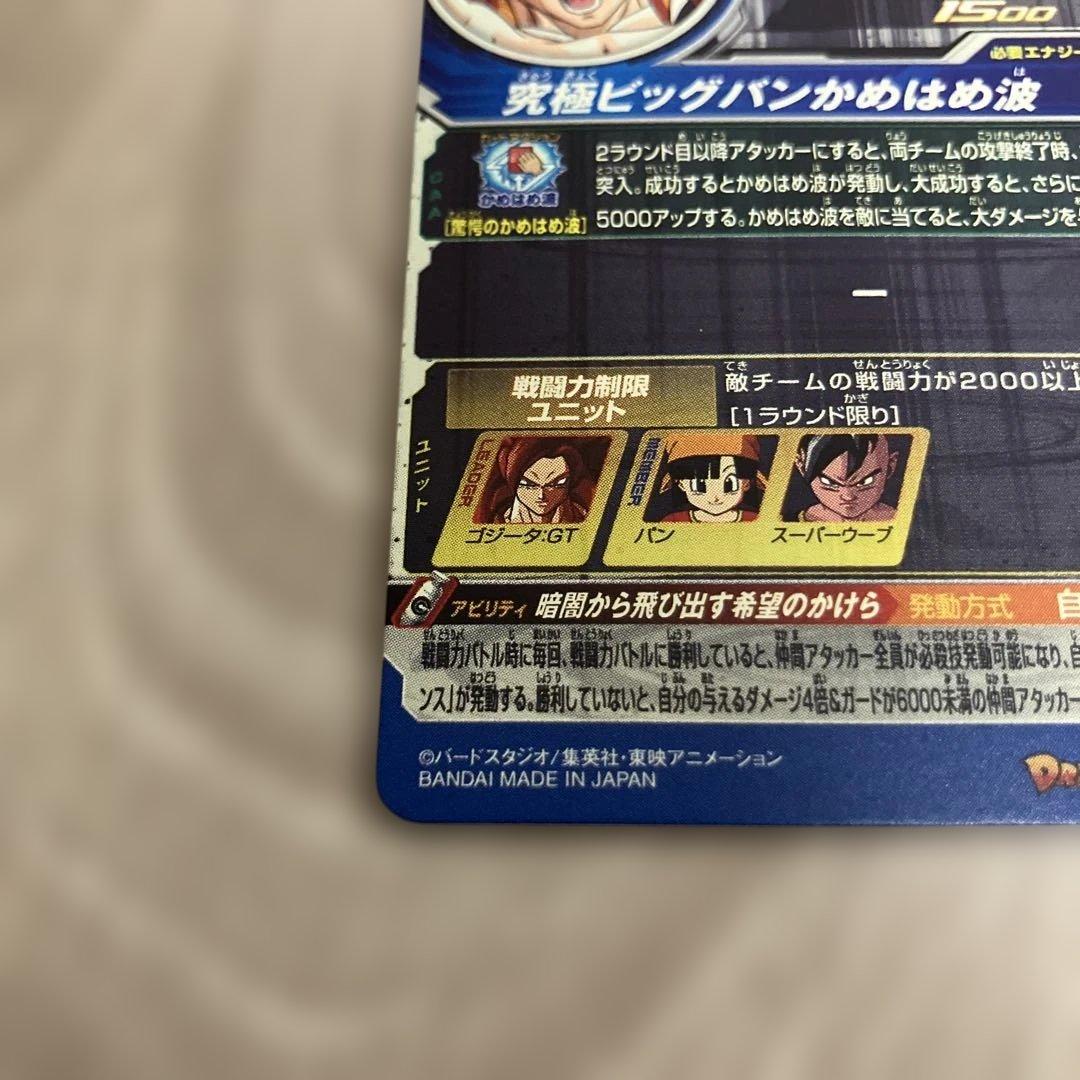 1500
必要エナジー
究極ビッグバンかめはめ波
CAA
かめはめ波
[驚愕のかめはめ波]
2ラウンド目以降アタッカーにすると、両チームの攻撃終了時、
突入。成功するとかめはめ波が発動し、大成功すると、さらに
5000アップする。かめはめ波を敵に当てると、大ダメージを
ー
ユニット
戦闘力制限
ユニット
敵チームの戦闘力が2000以上
[1ラウンド限り]
LEADER
ゴジータ:GT
MEMBER
パン
スーパーウーブ
アビリティ 暗闇から飛び出す希望のかけら 発動方式 自
戦闘力バトル時に毎回、戦闘力バトルに勝利していると、仲間アタッカー全員が必殺技発動可能になり、自
ンス」が発動する。勝利していないと、自分の与えるダメージ4倍&ガードが6000未満の仲間アタッカー
©バードスタジオ/集英社・東映アニメーション
BANDAI MADE IN JAPAN